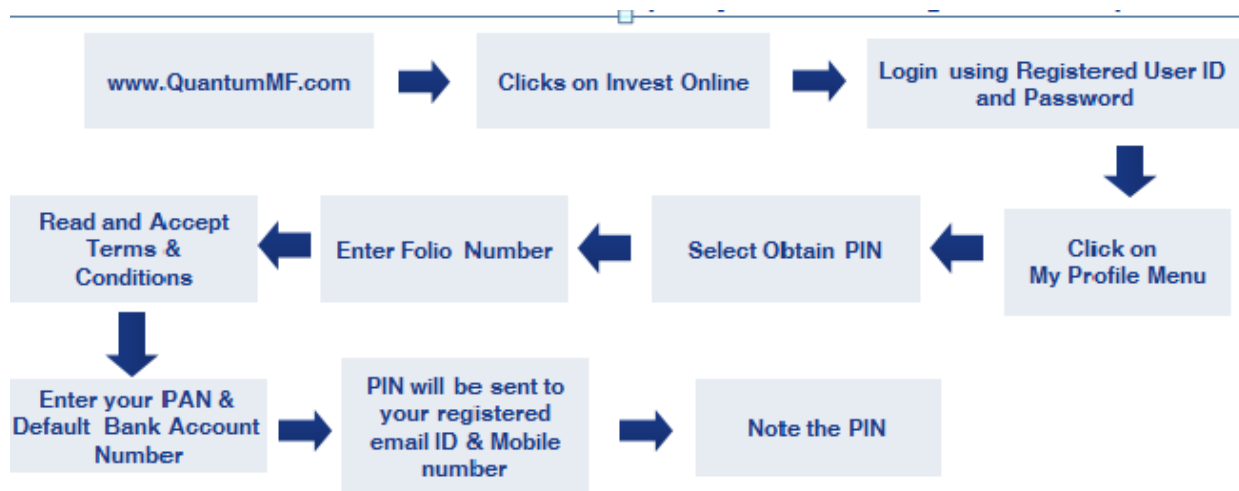 www.QuantumMF.com
Clicks on Invest Online
Login using Registered User ID
and Password
Click on
My Profile Menu
Select Obtain PIN
Enter Folio Number
Read and Accept
Terms &
Conditions
Enter your PAN &
Default Bank Account
Number
PIN will be sent to
your registered
email ID & Mobile
number
Note the PIN